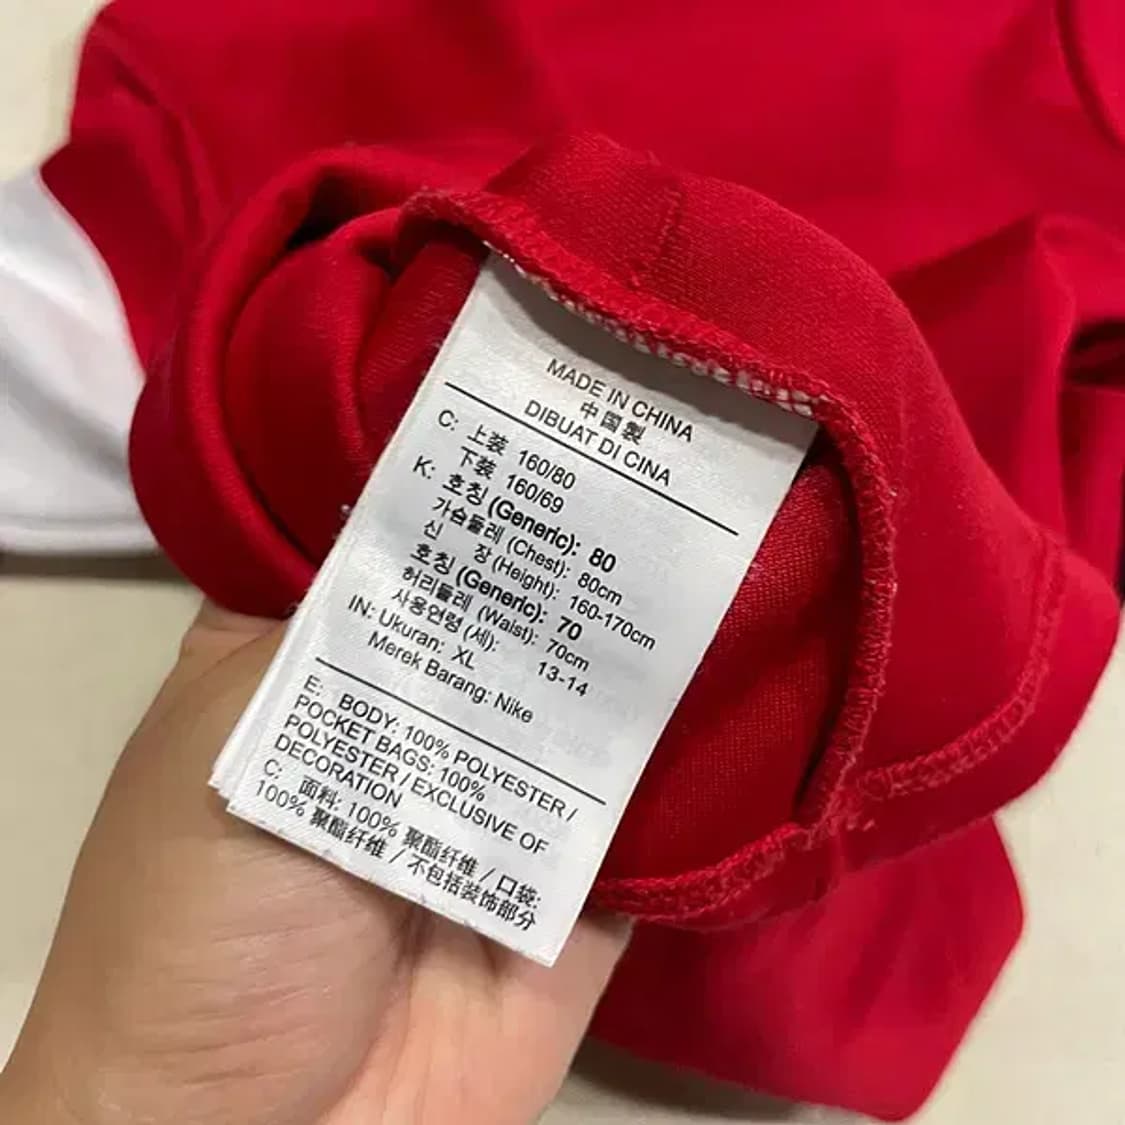 MADE IN CHINA
中国製
DIBUAT DI CINA
C: 上装 160/80
下装 160/69
K: 호칭 (Generic): 80
가슴둘레 (Chest): 80cm
신 장 (Height): 160-170cm
호칭 (Generic): 70
허리둘레 (Waist): 70cm
사용연령 (세): 13-14
IN: Ukuran: XL
Merek Barang: Nike
E: BODY: 100% POLYESTER /
POCKET BAGS: 100%
POLYESTER / EXCLUSIVE OF
DECORATION
C: 面料: 100% 聚酯纤维 / 口袋:
100% 聚酯纤维 / 不包括装饰部分